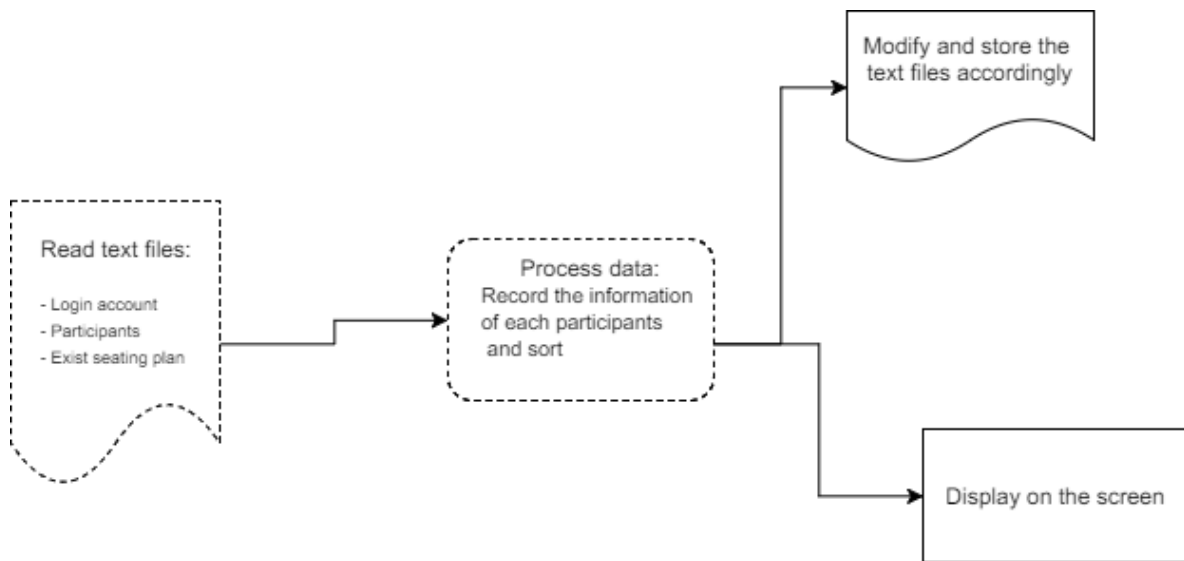 Read text files:
- Login account
- Participants
- Exist seating plan
Process data:
Record the information
of each participants
and sort
Modify and store the
text files accordingly
Display on the screen